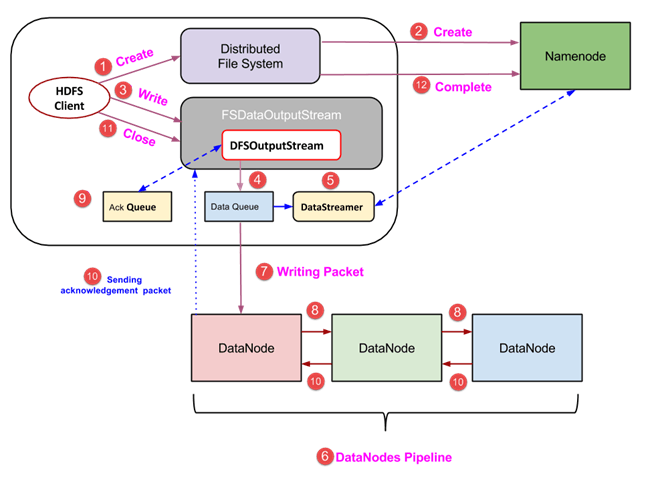 2 Create
Distributed
File System
Namenode
1 Create
12 Complete
HDFS
Client
3 Write
FSDataOutputStream
11 Close
DFSOutputStream
4
5
9
Ack Queue
Data Queue
DataStreamer
10 Sending
acknowledgement packet
7 Writing Packet
8
8
DataNode
DataNode
DataNode
10
10
6 DataNodes Pipeline